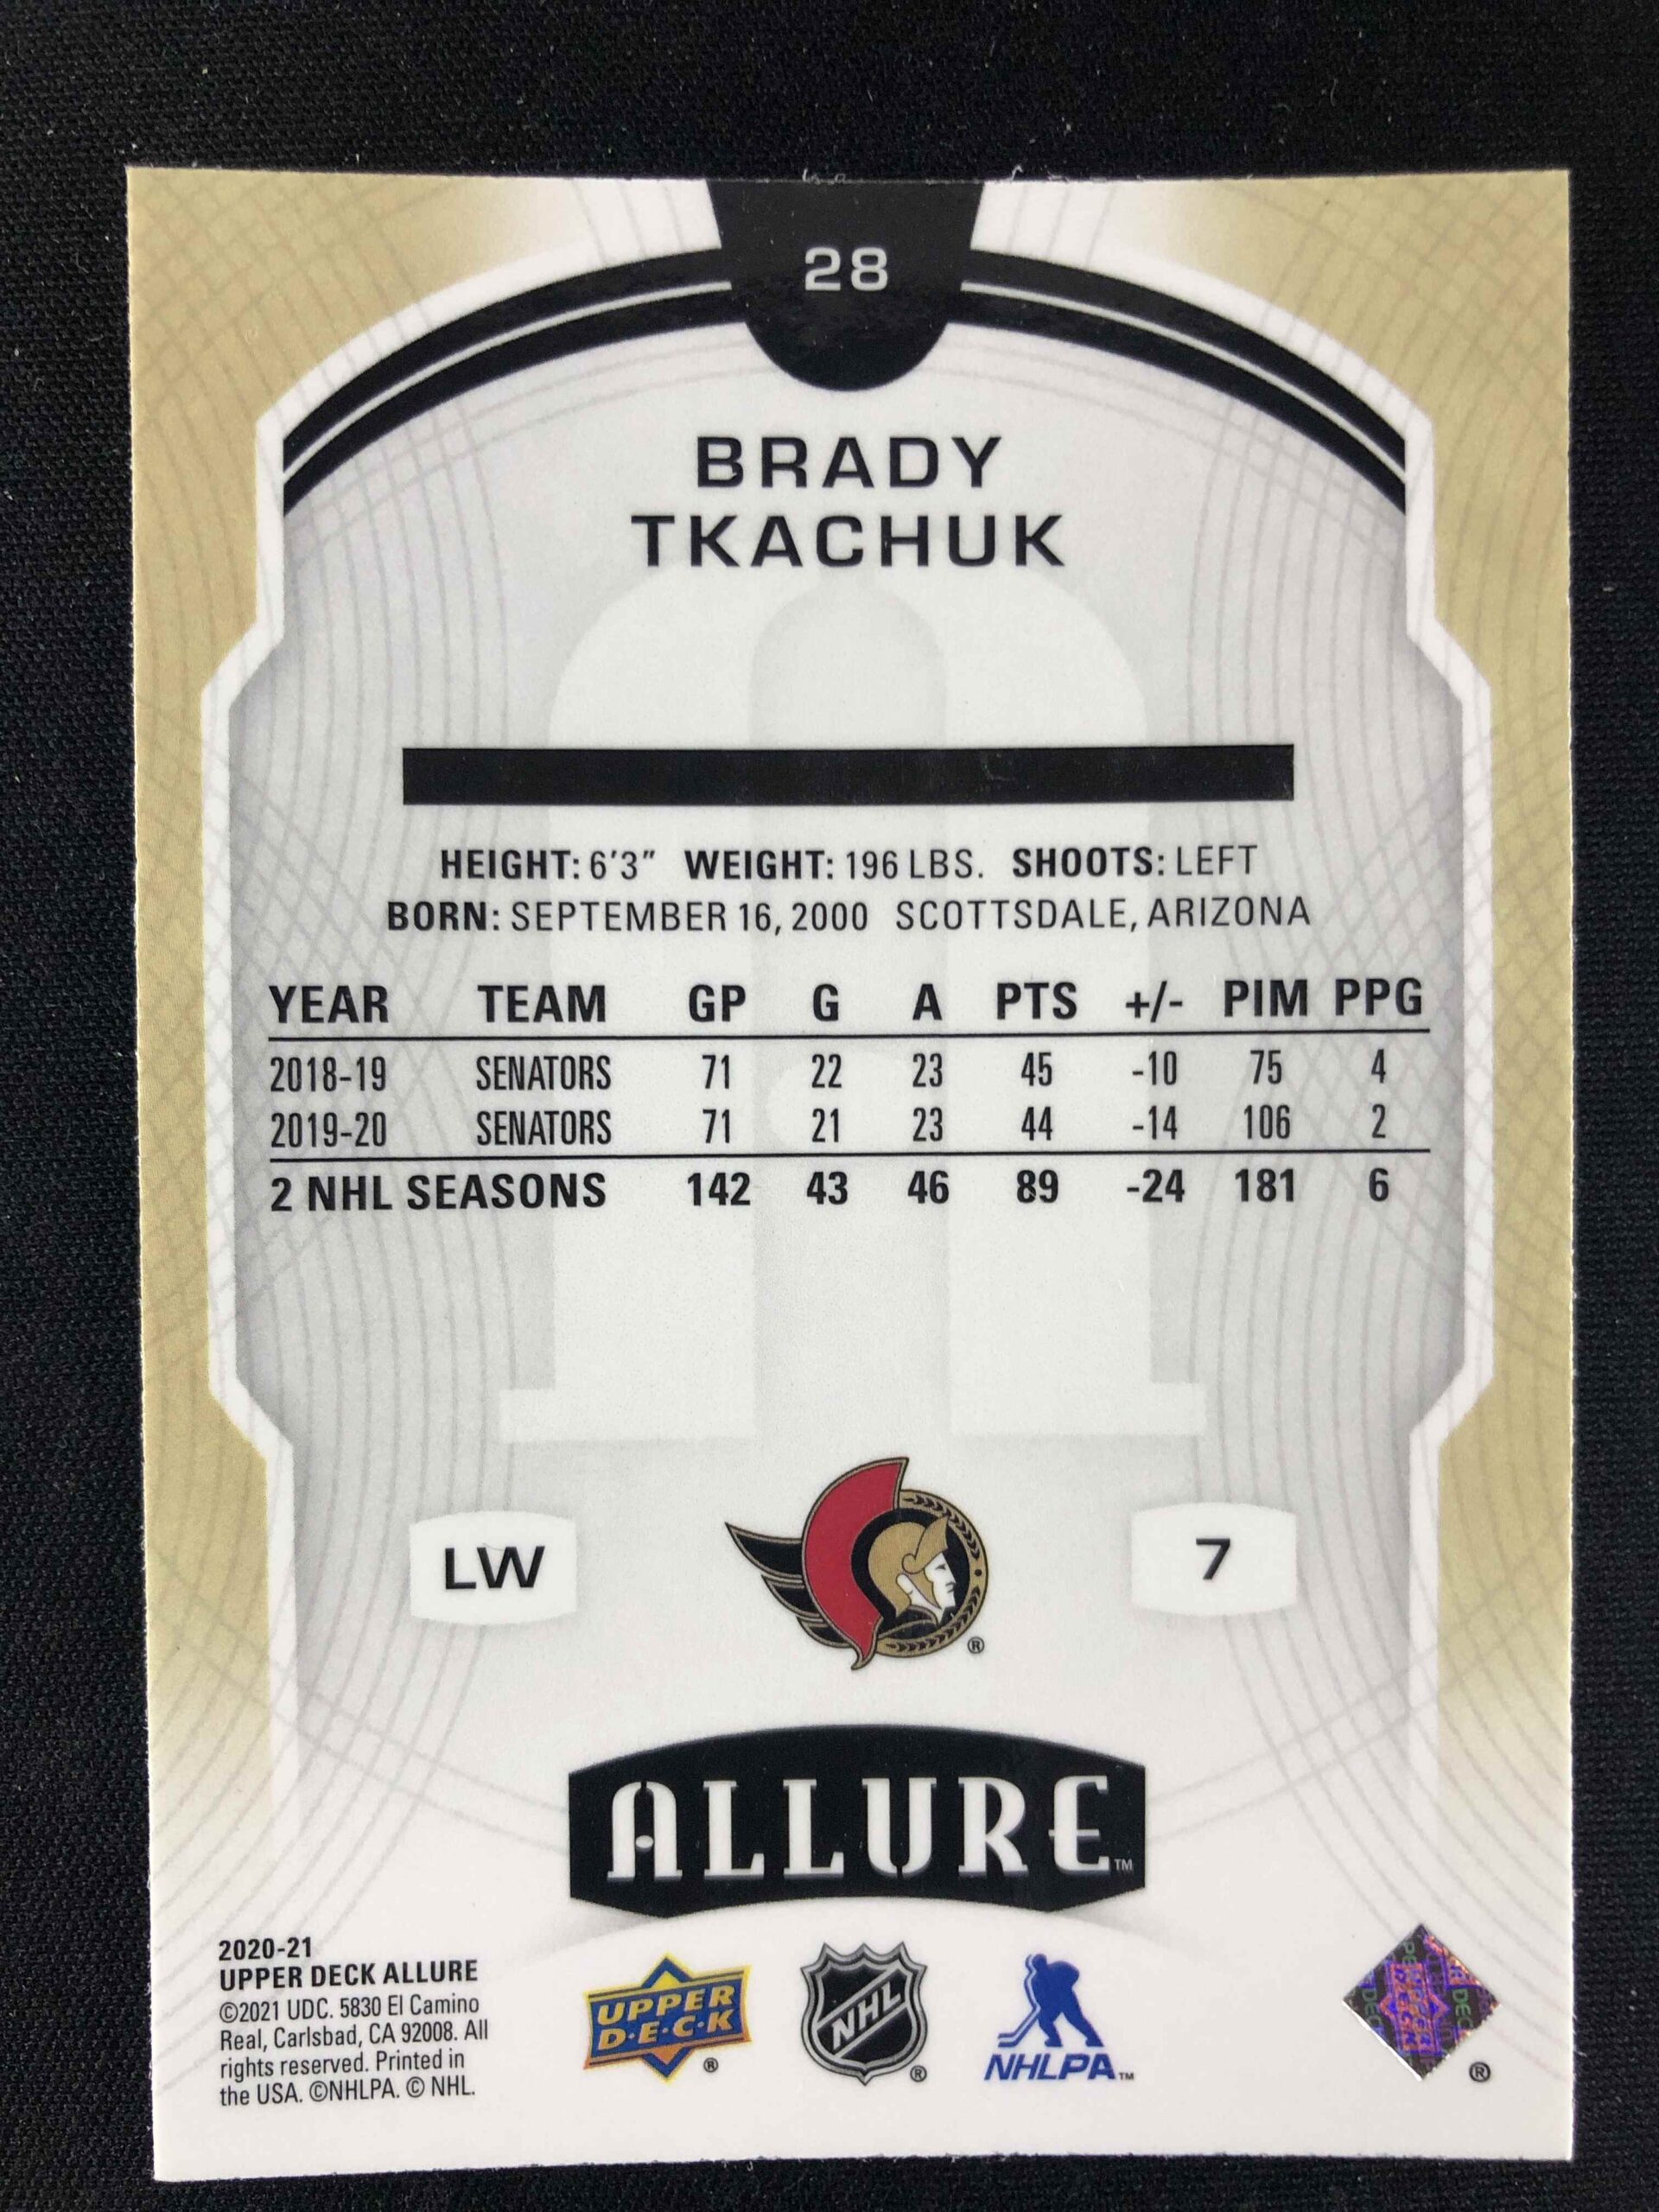 28
BRADY
TKACHUK
HEIGHT: 6'3" WEIGHT: 196 LBS. SHOOTS: LEFT
BORN: SEPTEMBER 16, 2000 SCOTTSDALE, ARIZONA
YEAR TEAM GP G A PTS +/- PIM PPG
2018-19 SENATORS 71 22 23 45 -10 75 4
2019-20 SENATORS 71 21 23 44 -14 106 2
2 NHL SEASONS 142 43 46 89 -24 181 6
LW
7
®
ALLURE™
2020-21
UPPER DECK ALLURE
©2021 UDC. 5830 El Camino
Real, Carlsbad, CA 92008. All
rights reserved. Printed in
the USA. ©NHLPA. © NHL.
UPPER
D·E·C·K
®
NHL
®
NHLPA™
®